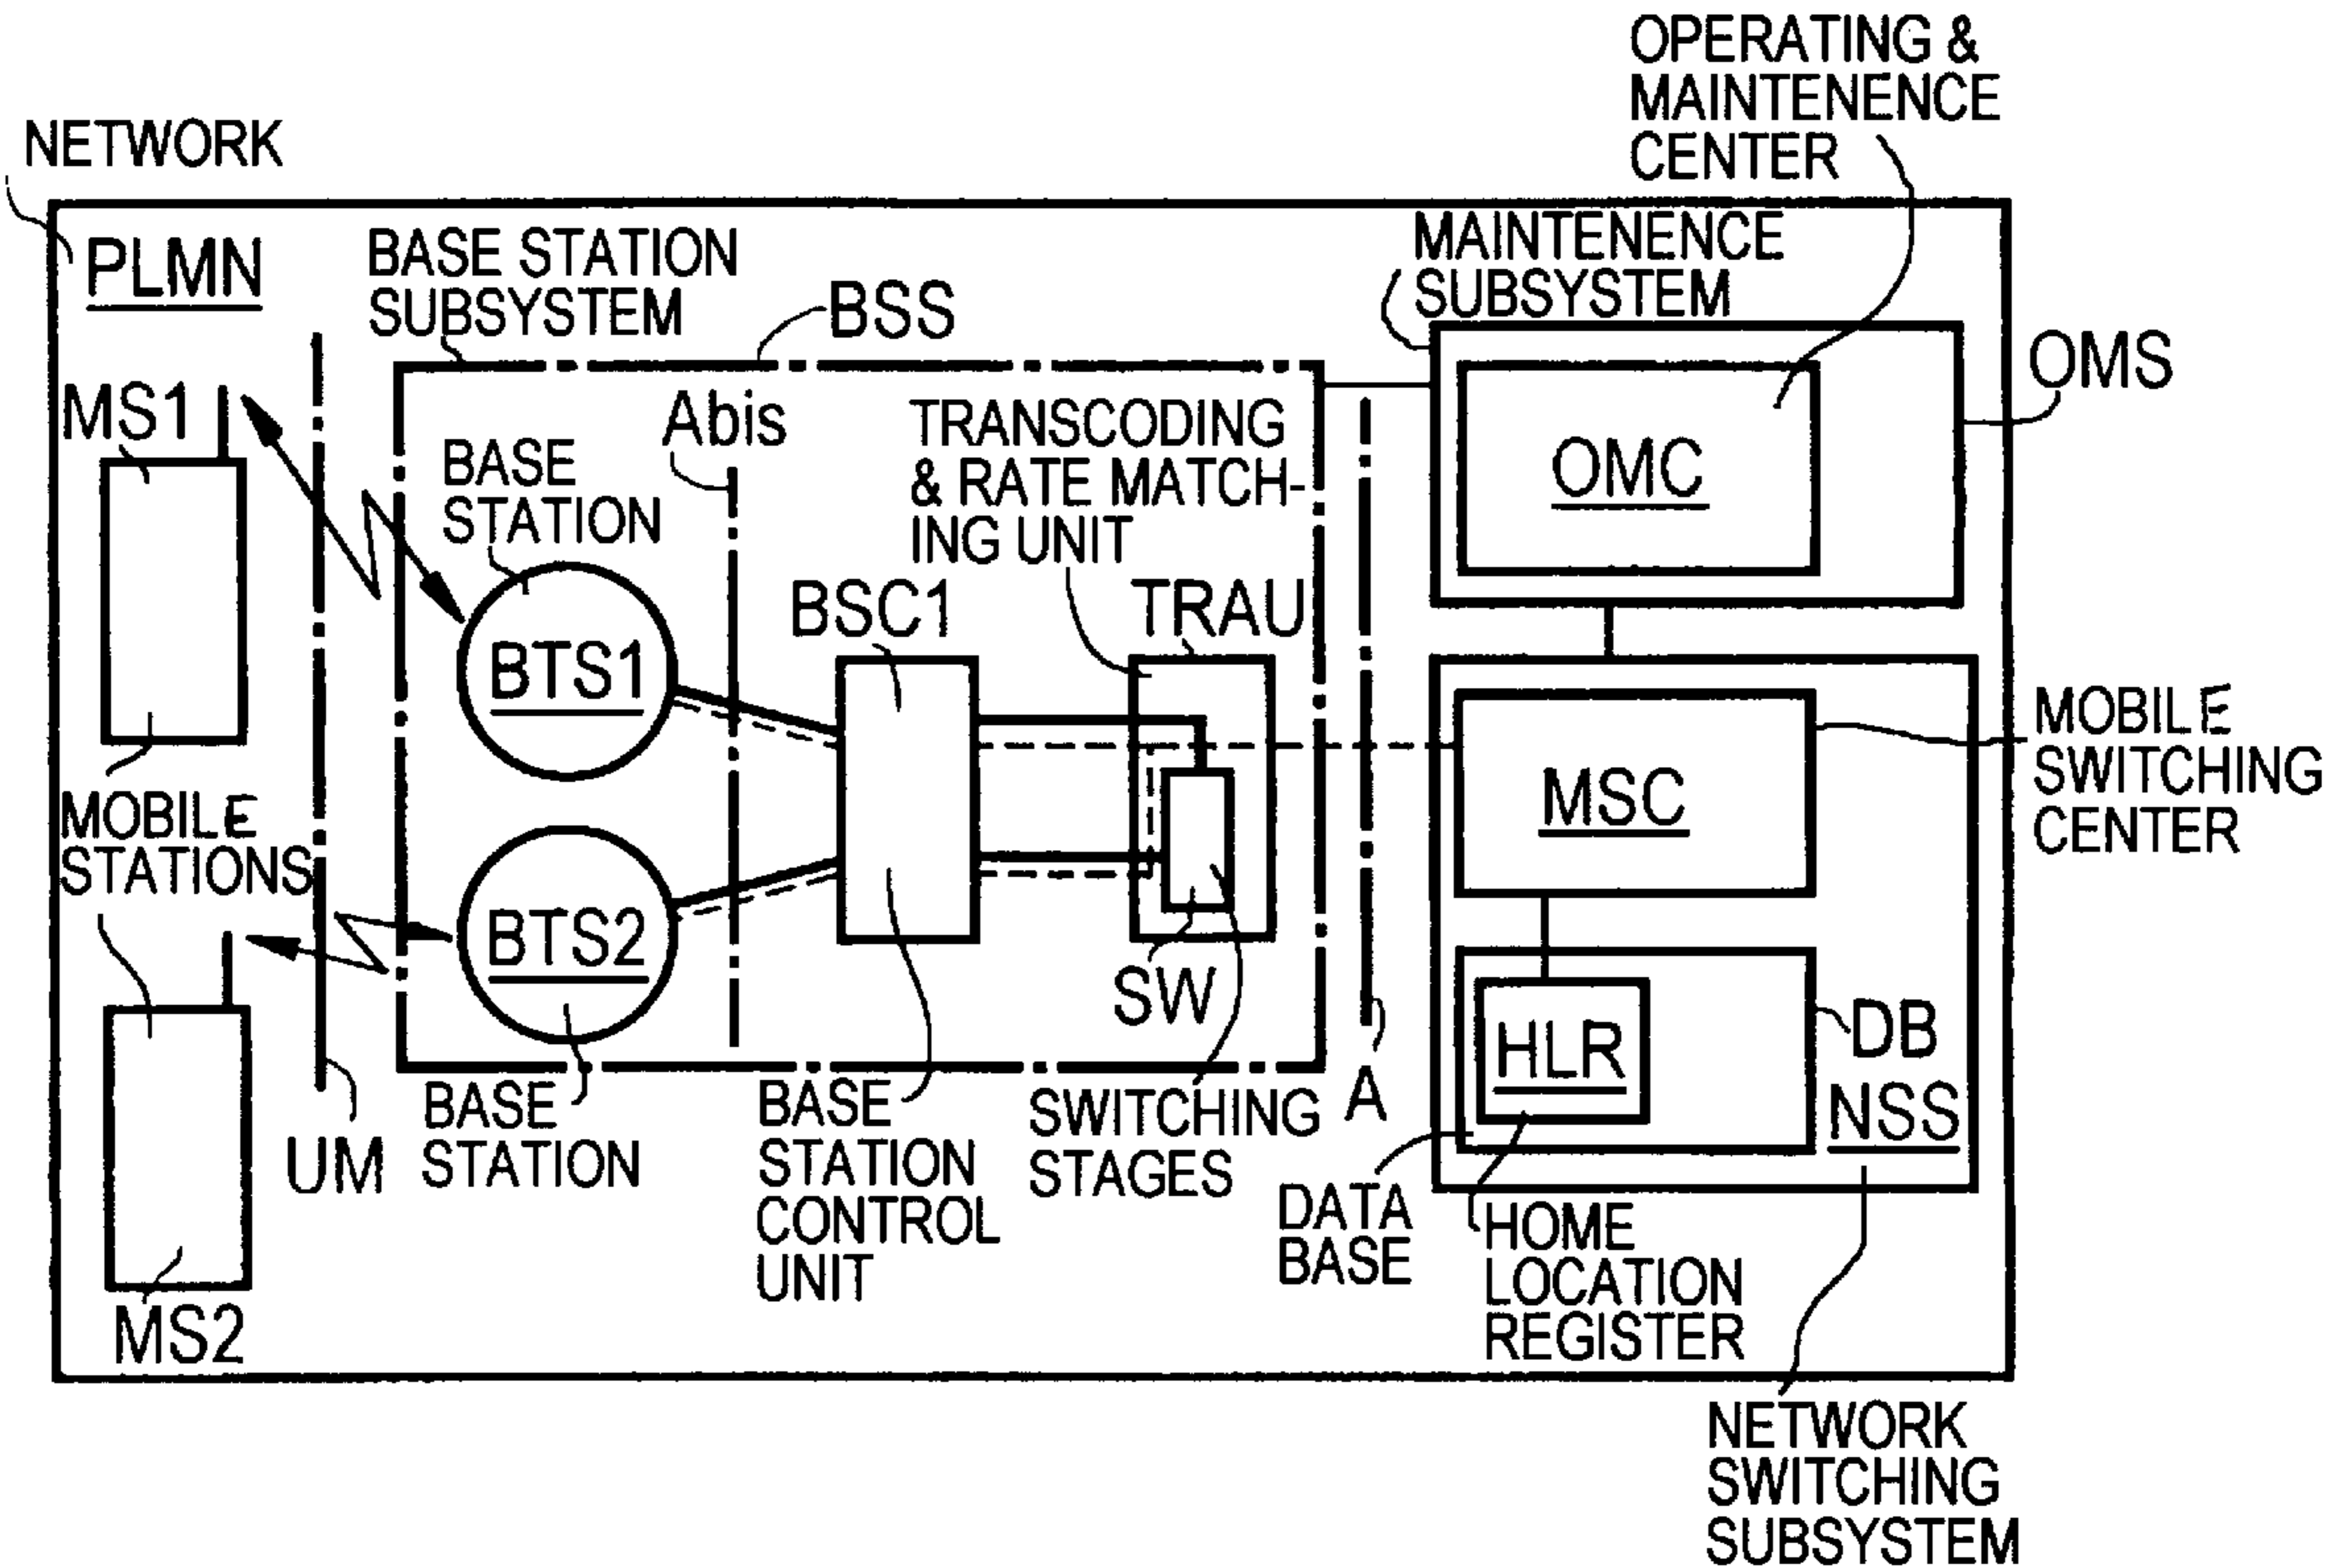 OPERATING &
MAINTENENCE
CENTER
NETWORK
PLMN
BASE STATION
SUBSYSTEM
BSS
MAINTENENCE
SUBSYSTEM
OMS
MS1
Abis
BASE
STATION
TRANSCODING
& RATE MATCH-
ING UNIT
OMC
BSC1
TRAU
BTS1
MOBILE
SWITCHING
CENTER
MSC
MOBILE
STATIONS
BTS2
SW
HLR
DB
NSS
UM
BASE
STATION
BASE
STATION
CONTROL
UNIT
SWITCHING
STAGES
A
DATA
BASE
HOME
LOCATION
REGISTER
MS2
NETWORK
SWITCHING
SUBSYSTEM